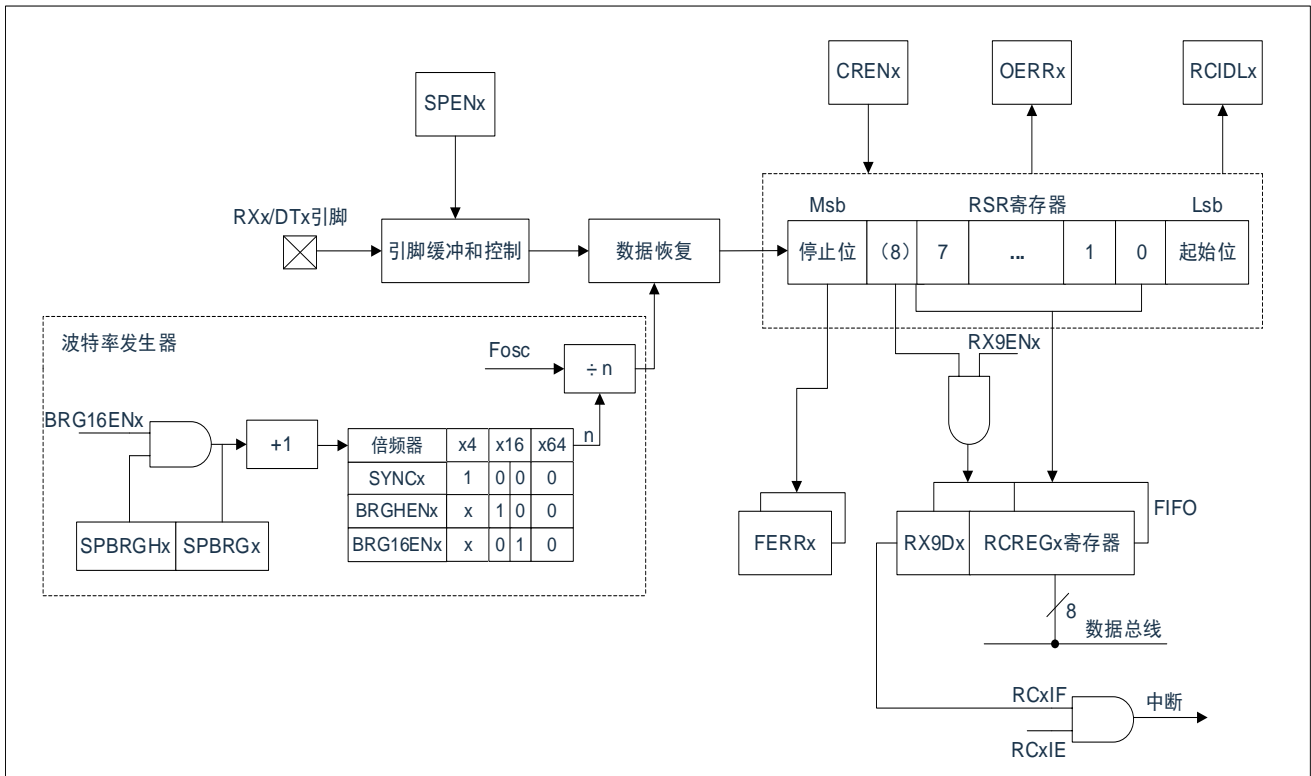 CRENx
OERRx
RCIDLx
SPENx
Msb
RSR寄存器
Lsb
RXx/DTx引脚
引脚缓冲和控制
数据恢复
停止位
（8）
7
...
1
0
起始位
波特率发生器
Fosc
÷n
RX9ENx
BRG16ENx
+1
倍频器 x4 x16 x64
n
SYNCx 1 0 0 0
BRGHENx x 1 0 0
BRG16ENx x 0 1 0
SPBRGHx
SPBRGx
FERRx
RX9Dx
RCREGx寄存器
FIFO
8
数据总线
RCxIF
中断
RCxIE